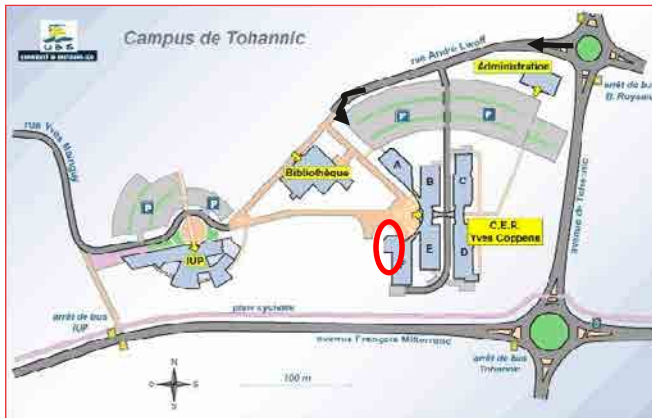 UBS
Campus de Tohannic
rue André Lwoff
Administration
arrêt de bus
rue Yves Mainguy
P
P
Bibliothèque
A
B
C
P
P
C.E.R.
Yves Coppens
avenue de Tohannic
IUP
E
D
arrêt de bus
IUP
piste cyclable
avenue François Mitterrand
arrêt de bus
Tohannic
N
S
100 m